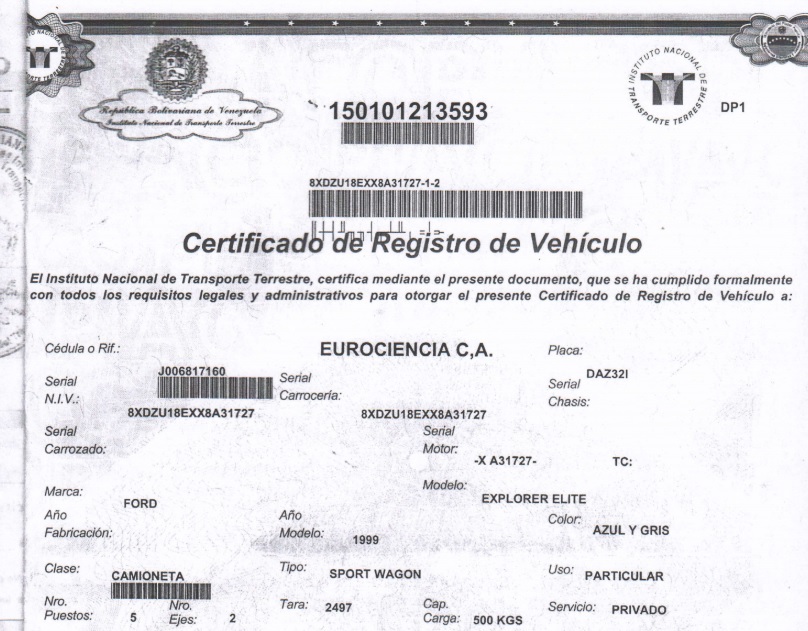 República Bolivariana de Venezuela
Instituto Nacional de Transporte Terrestre
150101213593
INSTITUTO NACIONAL DE TRANSPORTE TERRESTRE
DP1
8XDZU18EXX8A31727-1-2
Certificado de Registro de Vehículo
El Instituto Nacional de Transporte Terrestre, certifica mediante el presente documento, que se ha cumplido formalmente
con todos los requisitos legales y administrativos para otorgar el presente Certificado de Registro de Vehículo a:
Cédula o Rif.: EUROCIENCIA C,A. Placa:
J006817160 DAZ32I
Serial N.I.V.: Serial Carrocería: Serial Chasis:
8XDZU18EXX8A31727 8XDZU18EXX8A31727
Serial Carrozado: Serial Motor:
-X A31727- TC:
Marca: Modelo:
FORD EXPLORER ELITE
Año Fabricación: Año Modelo: 1999 Color: AZUL Y GRIS
Clase: CAMIONETA Tipo: SPORT WAGON Uso: PARTICULAR
Nro. Puestos: 5 Nro. Ejes: 2 Tara: 2497 Cap. Carga: 500 KGS Servicio: PRIVADO